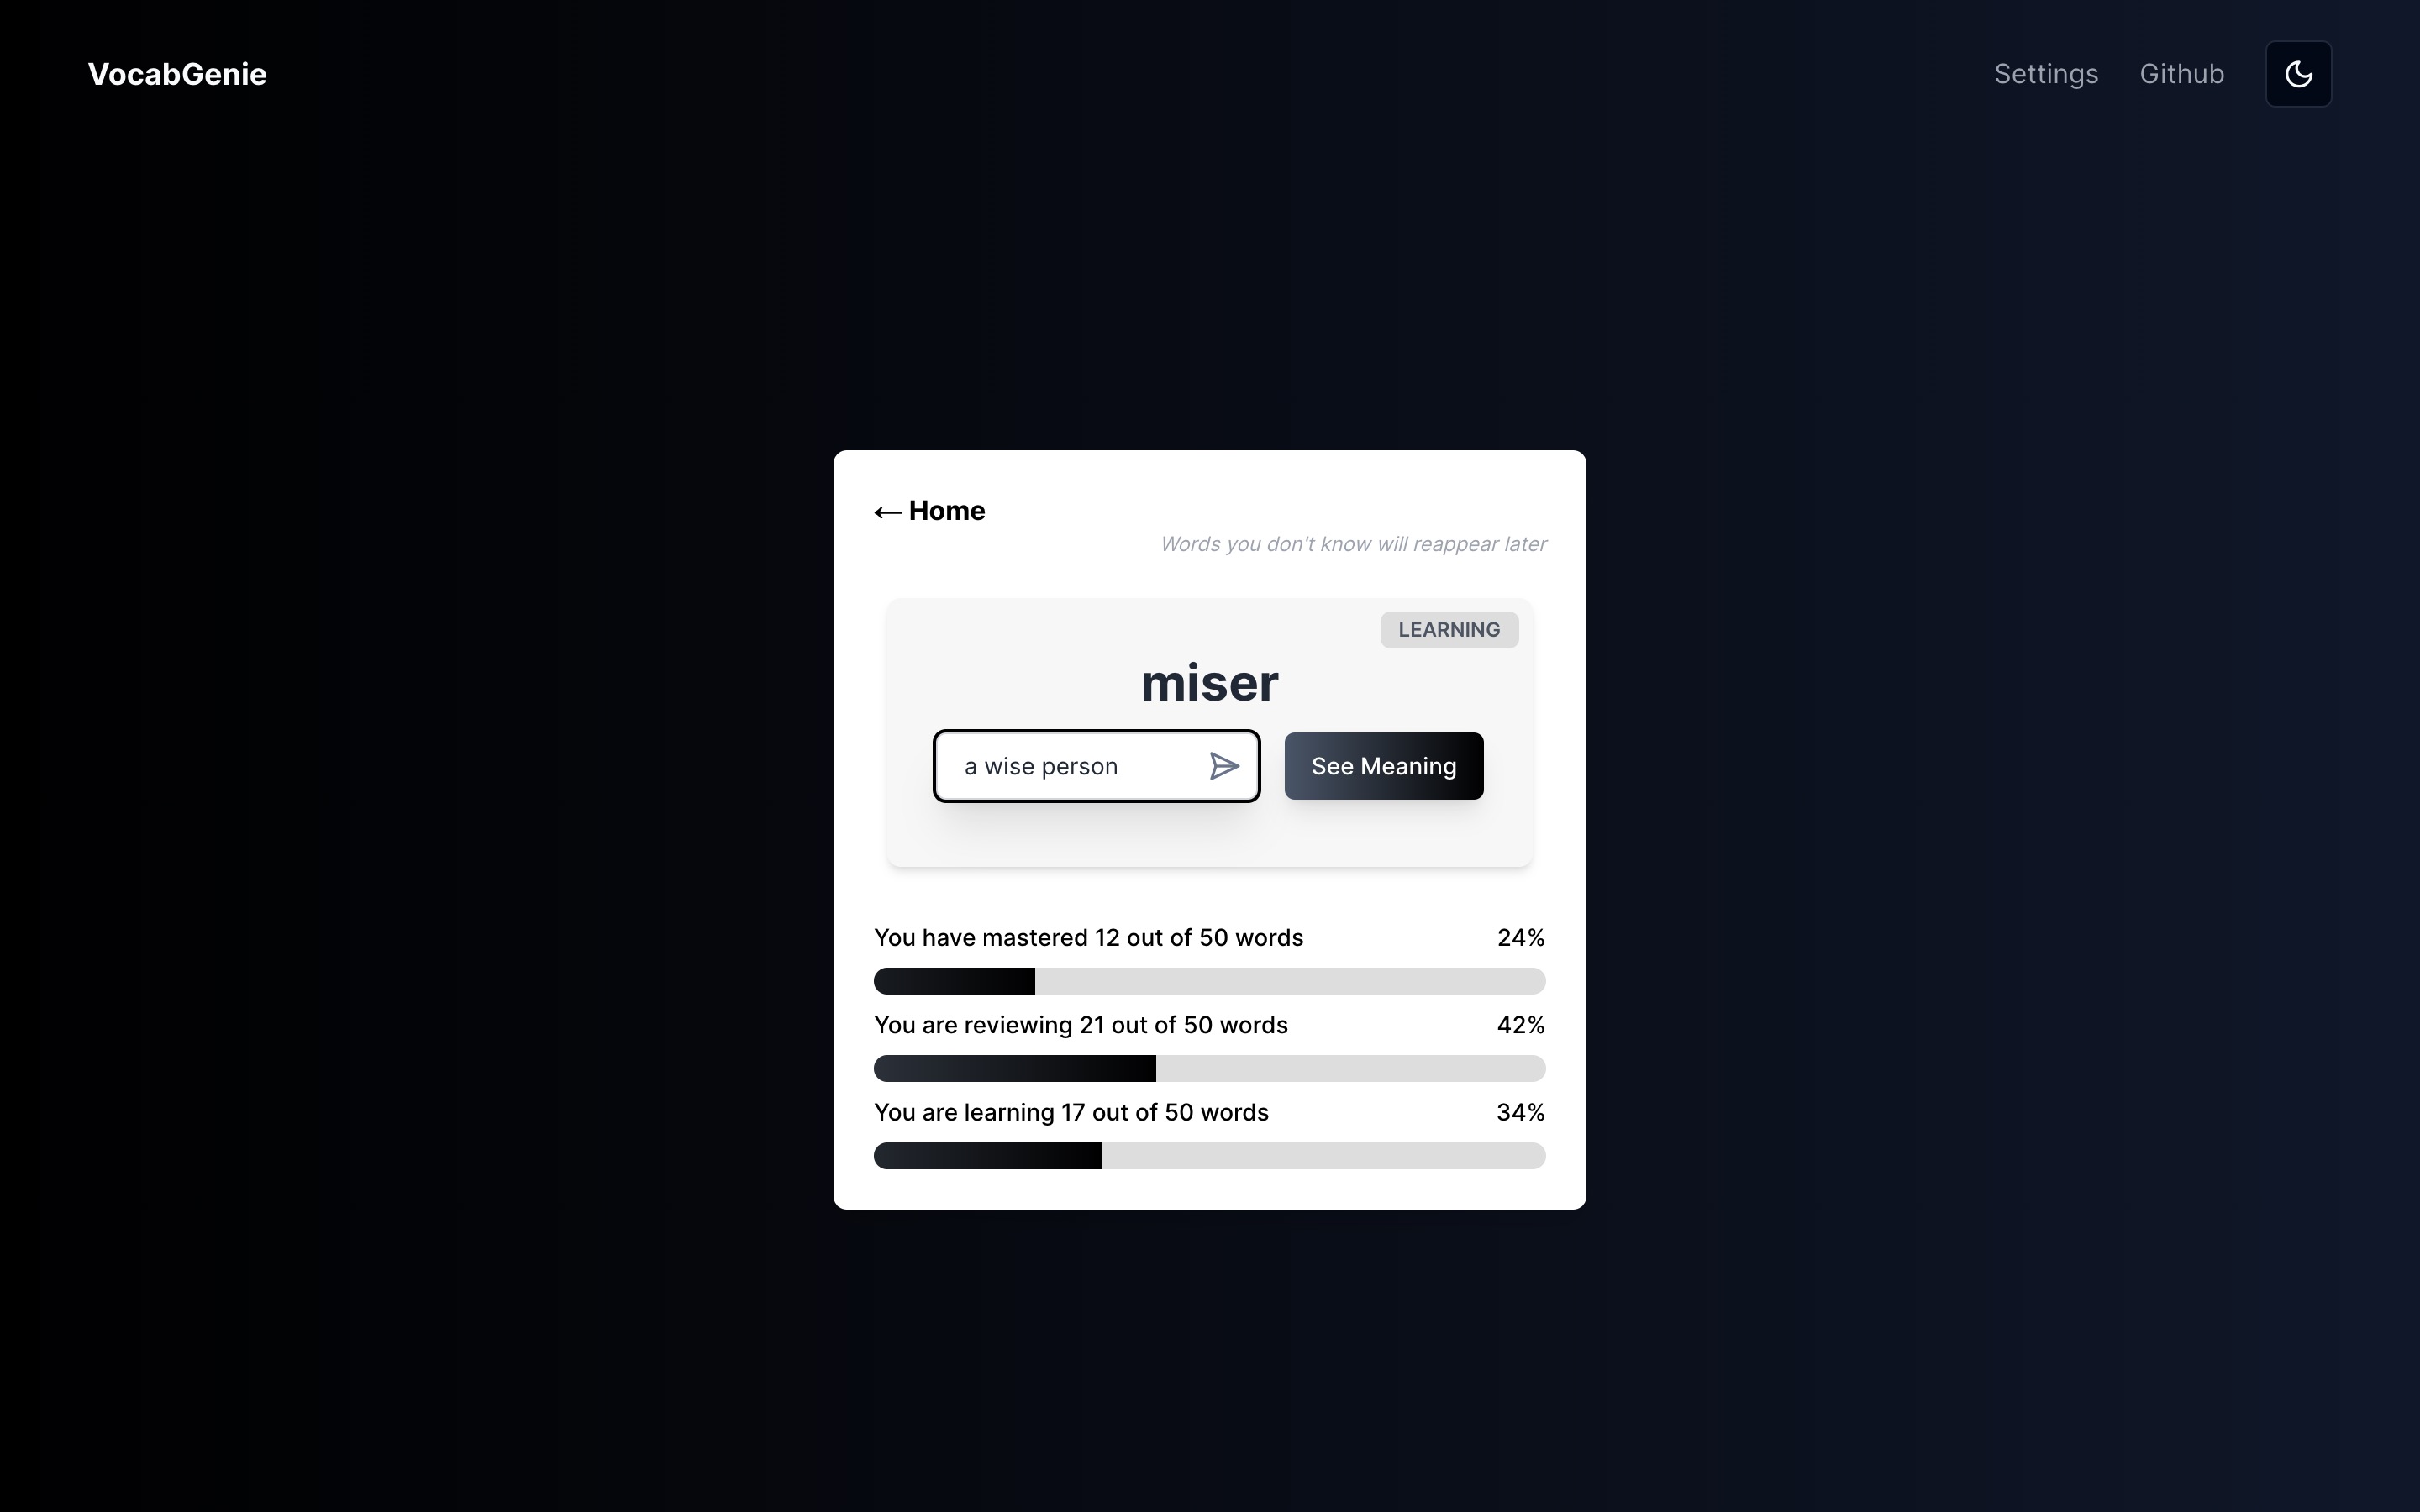 VocabGenie
Settings Github
← Home
Words you don't know will reappear later
LEARNING
miser
a wise person
See Meaning
You have mastered 12 out of 50 words 24%
You are reviewing 21 out of 50 words 42%
You are learning 17 out of 50 words 34%